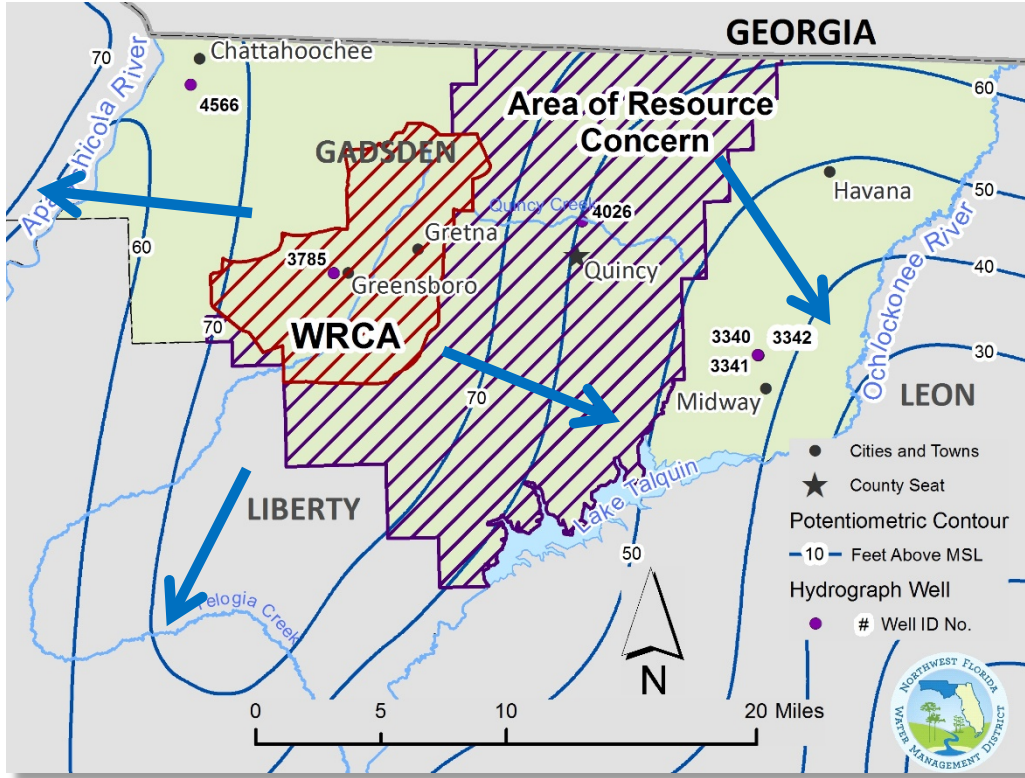 GEORGIA
70
Chattahoochee
4566
Apalachicola River
Area of Resource
Concern
60
GADSDEN
Havana
50
Quincy Creek
4026
Gretna
Quincy
60
3785
Greensboro
40
Ochlockonee River
70
WRCA
3340
3342
3341
30
Midway
70
LEON
LIBERTY
Lake Talquin
50
Telogia Creek
Cities and Towns
County Seat
Potentiometric Contour
10 Feet Above MSL
Hydrograph Well
# Well ID No.
N
0 5 10 20 Miles
NORTHWEST FLORIDA
WATER MANAGEMENT DISTRICT